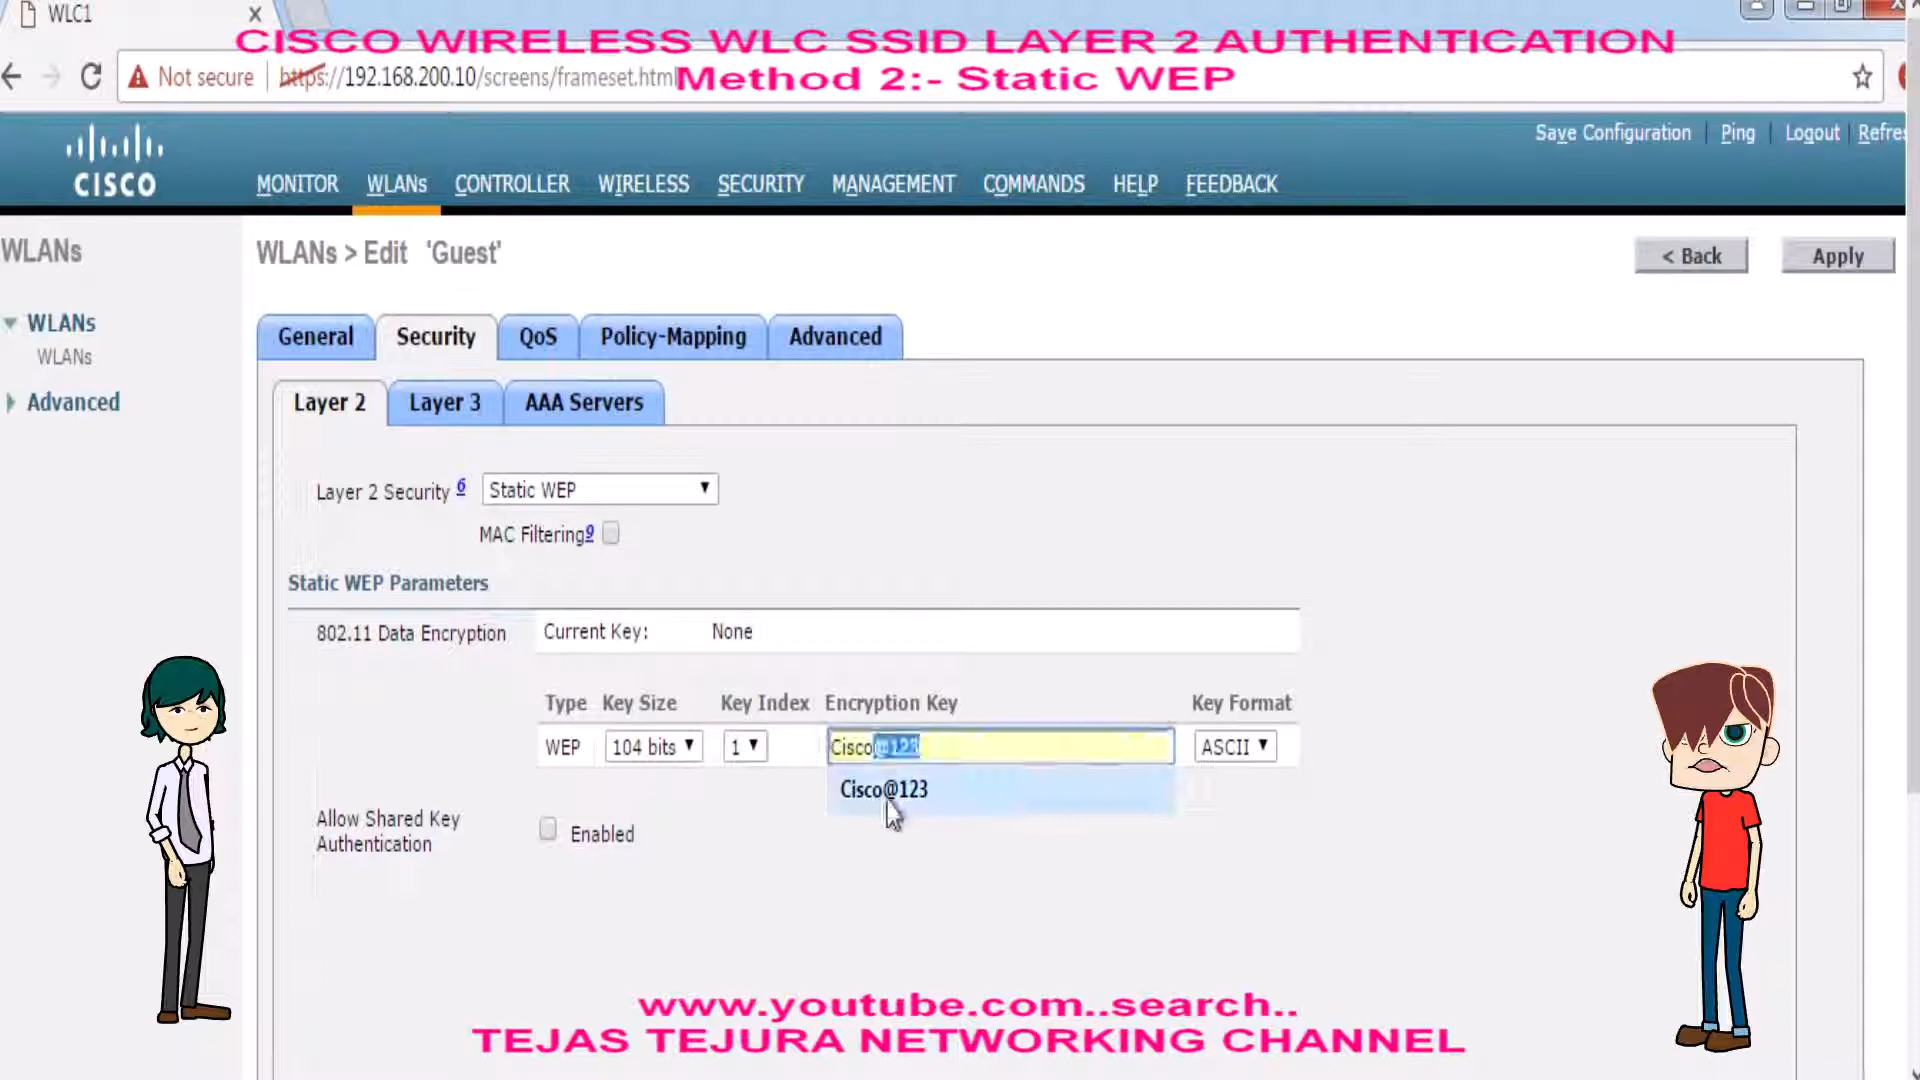 WLC1
CISCO WIRELESS WLC SSID LAYER 2 AUTHENTICATION
Not secure https://192.168.200.10/screens/frameset.html
Method 2:- Static WEP
Save Configuration Ping Logout Refres
CISCO
MONITOR WLANs CONTROLLER WIRELESS SECURITY MANAGEMENT COMMANDS HELP FEEDBACK
WLANs
WLANs > Edit 'Guest'
< Back Apply
WLANs
WLANs
Advanced
General Security QoS Policy-Mapping Advanced
Layer 2 Layer 3 AAA Servers
Layer 2 Security 6 Static WEP
MAC Filtering 9
Static WEP Parameters
802.11 Data Encryption Current Key: None
Type Key Size Key Index Encryption Key Key Format
WEP 104 bits 1 Cisco@123 ASCII
Cisco@123
Allow Shared Key
Authentication
Enabled
www.youtube.com..search..
TEJAS TEJURA NETWORKING CHANNEL